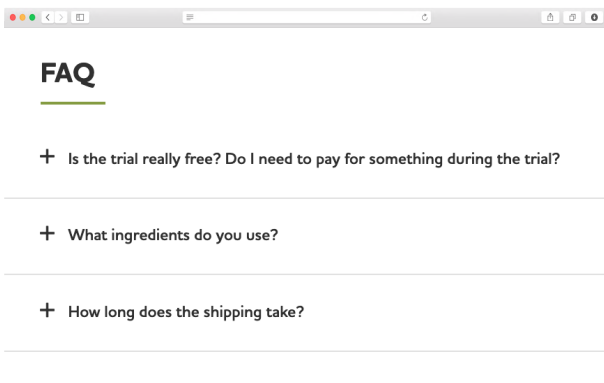 FAQ
Is the trial really free? Do I need to pay for something during the trial?
What ingredients do you use?
How long does the shipping take?